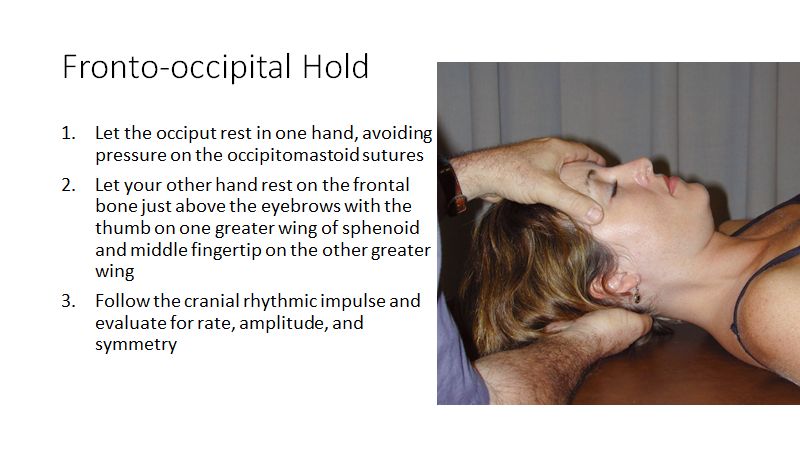 Fronto-occipital Hold
1. Let the occiput rest in one hand, avoiding
pressure on the occipitomastoid sutures
2. Let your other hand rest on the frontal
bone just above the eyebrows with the
thumb on one greater wing of sphenoid
and middle fingertip on the other greater
wing
3. Follow the cranial rhythmic impulse and
evaluate for rate, amplitude, and
symmetry